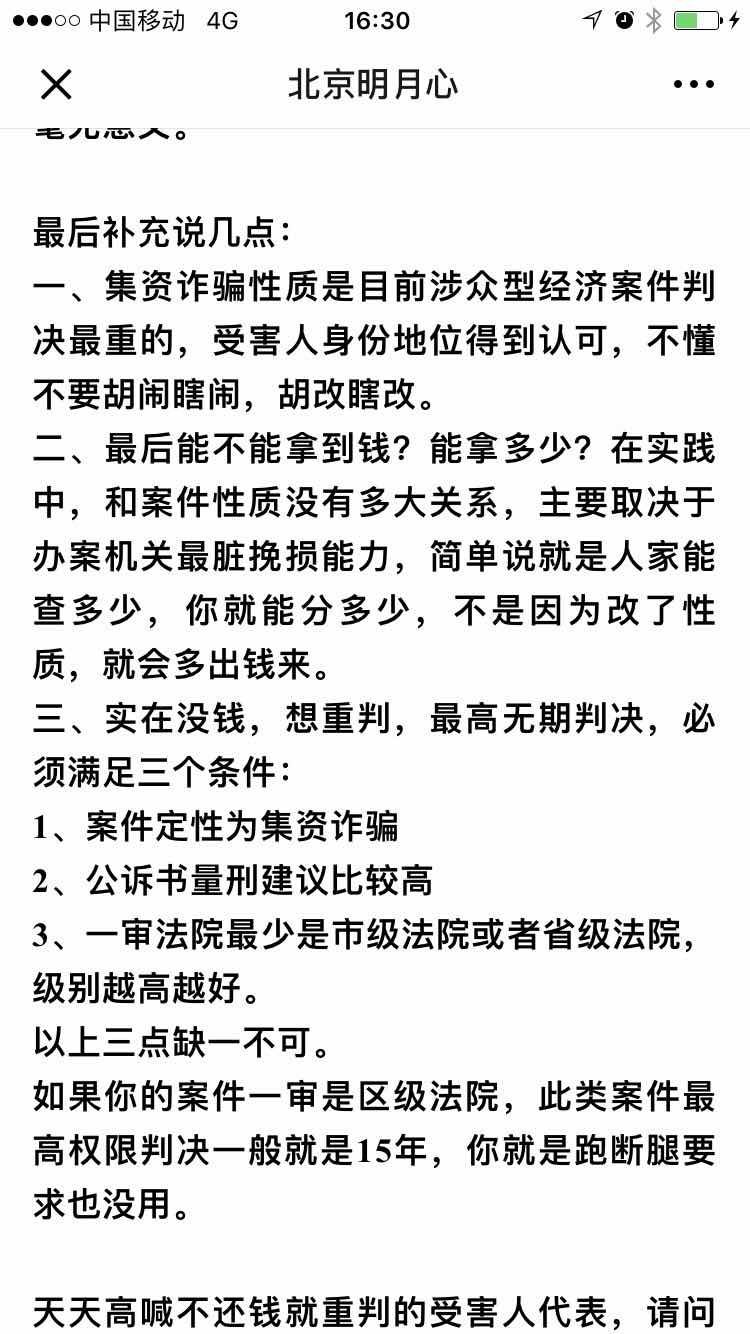 中国移动 4G 16:30
北京明月心
毫无意义。
最后补充说几点：
一、集资诈骗性质是目前涉众型经济案件判
决最重的，受害人身份地位得到认可，不懂
不要胡闹瞎闹，胡改瞎改。
二、最后能不能拿到钱？能拿多少？在实践
中，和案件性质没有多大关系，主要取决于
办案机关最脏挽损能力，简单说就是人家能
查多少，你就能分多少，不是因为改了性
质，就会多出钱来。
三、实在没钱，想重判，最高无期判决，必
须满足三个条件：
1、案件定性为集资诈骗
2、公诉书量刑建议比较高
3、一审法院最少是市级法院或者省级法院，
级别越高越好。
以上三点缺一不可。
如果你的案件一审是区级法院，此类案件最
高权限判决一般就是15年，你就是跑断腿要
求也没用。
天天高喊不还钱就重判的受害人代表，请问